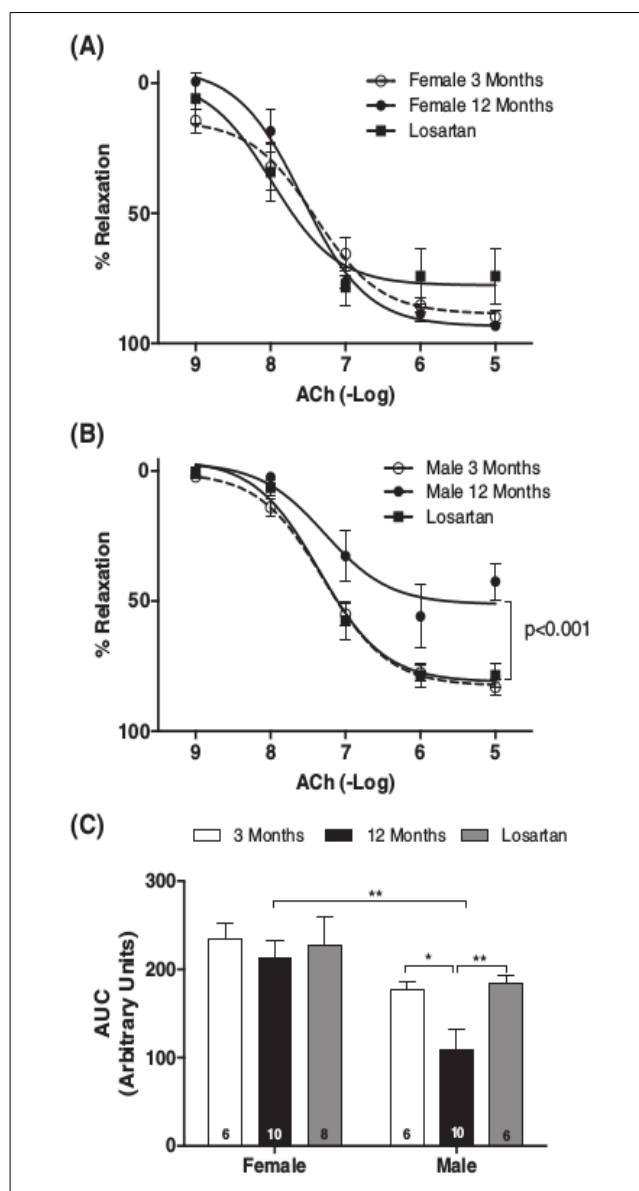 (A)
0
50
100
% Relaxation
Female 3 Months
Female 12 Months
Losartan
9 8 7 6 5
ACh (-Log)
(B)
0
50
100
% Relaxation
Male 3 Months
Male 12 Months
Losartan
p<0.001
9 8 7 6 5
ACh (-Log)
(C)
3 Months 12 Months Losartan
300
200
100
0
AUC
(Arbitrary Units)
**
* **
6 10 8 6 10 6
Female Male